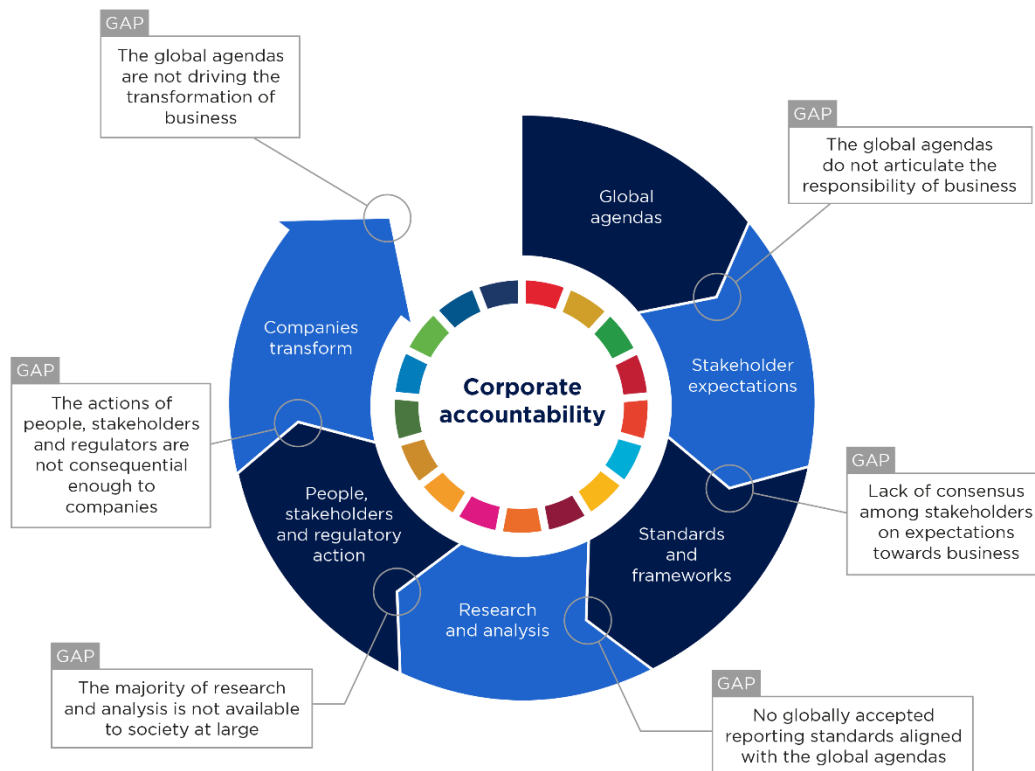 GAP
The global agendas
are not driving the
transformation of
business
GAP
The global agendas
do not articulate the
responsibility of business
Global
agendas
Companies
transform
Stakeholder
expectations
Corporate
accountability
GAP
The actions of
people, stakeholders
and regulators are
not consequential
enough to
companies
GAP
Lack of consensus
among stakeholders
on expectations
towards business
People,
stakeholders
and regulatory
action
Standards
and
frameworks
Research
and analysis
GAP
The majority of research
and analysis is not available
to society at large
GAP
No globally accepted
reporting standards aligned
with the global agendas